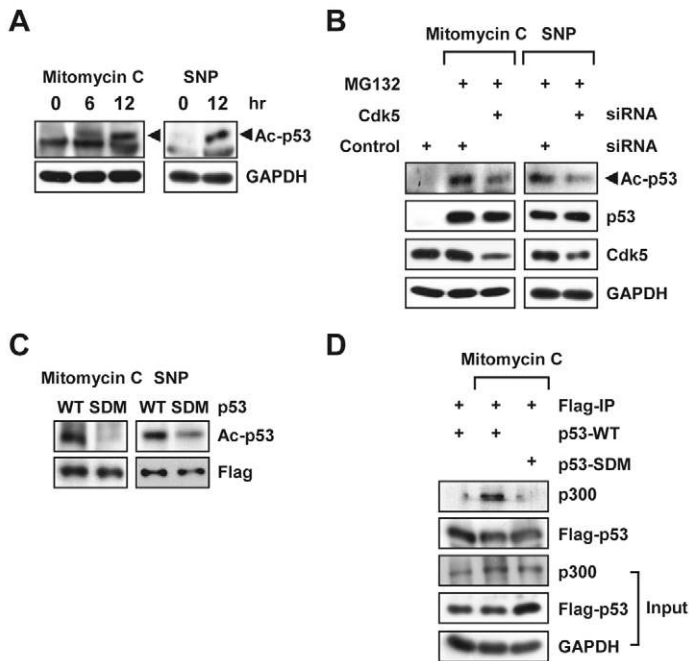 A
Mitomycin C SNP
0 6 12 0 12 hr
Ac-p53
GAPDH
B
Mitomycin C SNP
MG132 + + + +
Cdk5 + + siRNA
Control + + + siRNA
Ac-p53
p53
Cdk5
GAPDH
C
Mitomycin C SNP
WT SDM WT SDM p53
Ac-p53
Flag
D
Mitomycin C
+ + + Flag-IP
+ + p53-WT
+ p53-SDM
p300
Flag-p53
p300
Flag-p53 Input
GAPDH